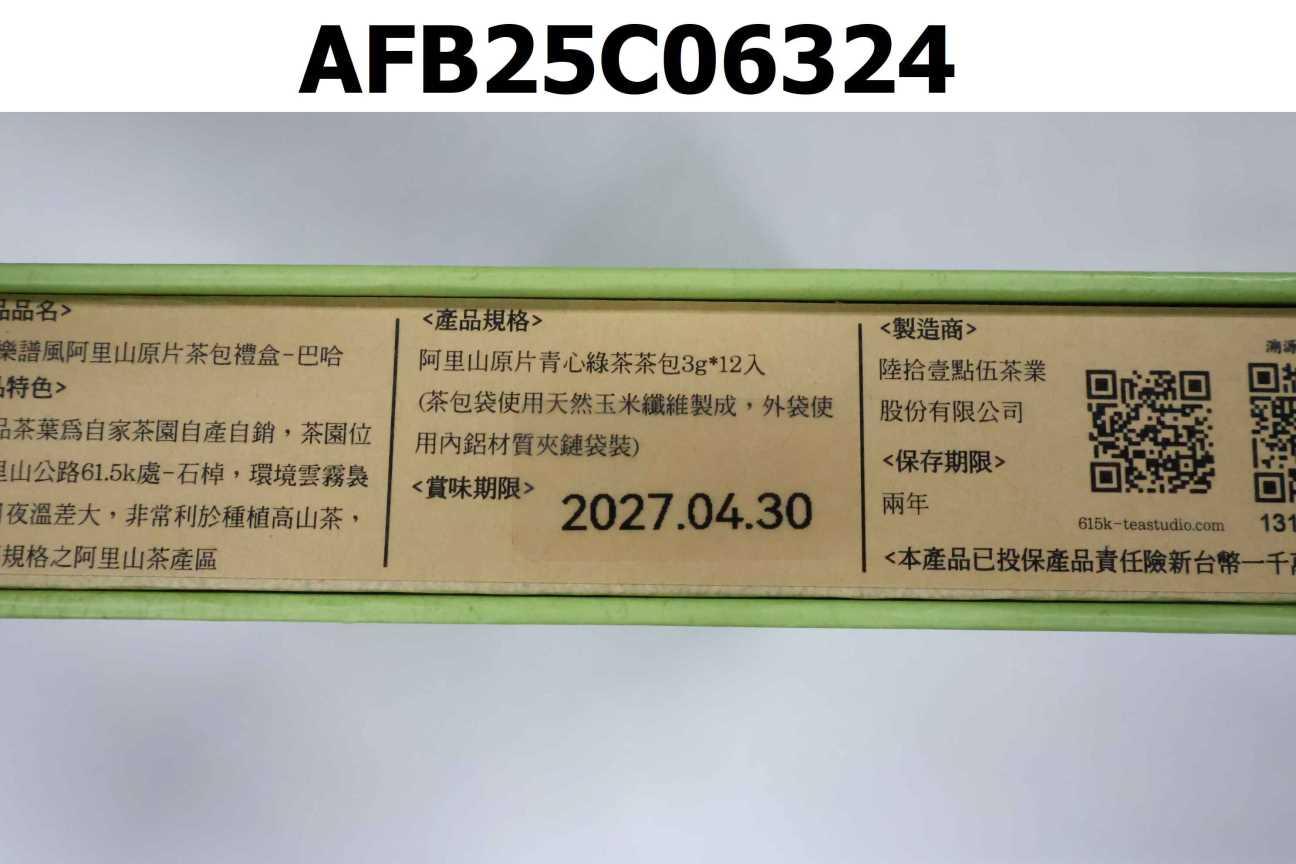 AFB25C06324
品名>
樂譜風阿里山原片茶包禮盒-巴哈
特色>
品茶葉爲自家茶園自產自銷，茶園位
里山公路61.5k處-石棹，環境雲霧裊
夜溫差大，非常利於種植高山茶，
規格之阿里山茶產區
<產品規格>
阿里山原片青心綠茶茶包3g*12入
(茶包袋使用天然玉米纖維製成，外袋使
用內鋁材質夾鏈袋裝)
<賞味期限>
2027.04.30
<製造商>
陸拾壹點伍茶業
股份有限公司
<保存期限>
兩年
615k-teastudio.com
<本產品已投保產品責任險新台幣一千
溯源
131